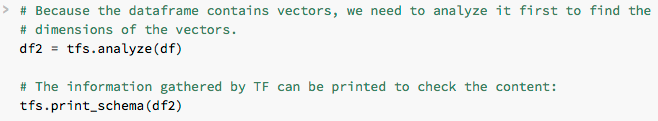 > # Because the dataframe contains vectors, we need to analyze it first to find the
# dimensions of the vectors.
df2 = tfs.analyze(df)
# The information gathered by TF can be printed to check the content:
tfs.print_schema(df2)